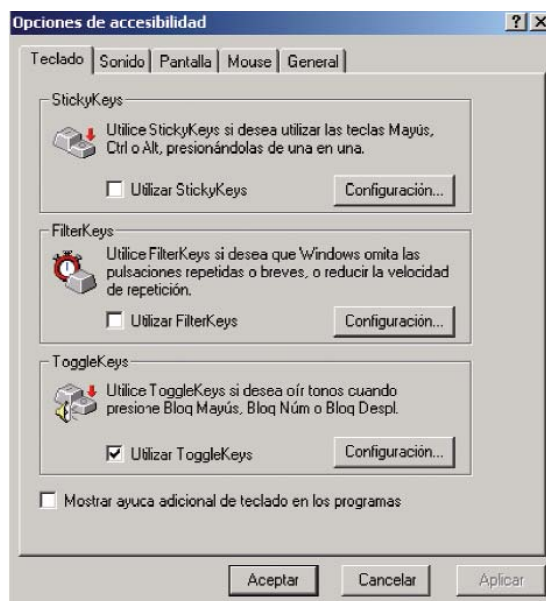 Opciones de accesibilidad
Teclado Sonido Pantalla Mouse General
StickyKeys
Utilice StickyKeys si desea utilizar las teclas Mayús,
Ctrl o Alt, presionándolas de una en una.
Utilizar StickyKeys Configuración...
FilterKeys
Utilice FilterKeys si desea que Windows omita las
pulsaciones repetidas o breves, o reducir la velocidad
de repetición.
Utilizar FilterKeys Configuración...
ToggleKeys
Utilice ToggleKeys si desea oír tonos cuando
presione Bloq Mayús, Bloq Núm o Bloq Despl.
Utilizar ToggleKeys Configuración...
Mostrar ayuca adicional de teclado en los programas
Aceptar Cancelar Aplicar